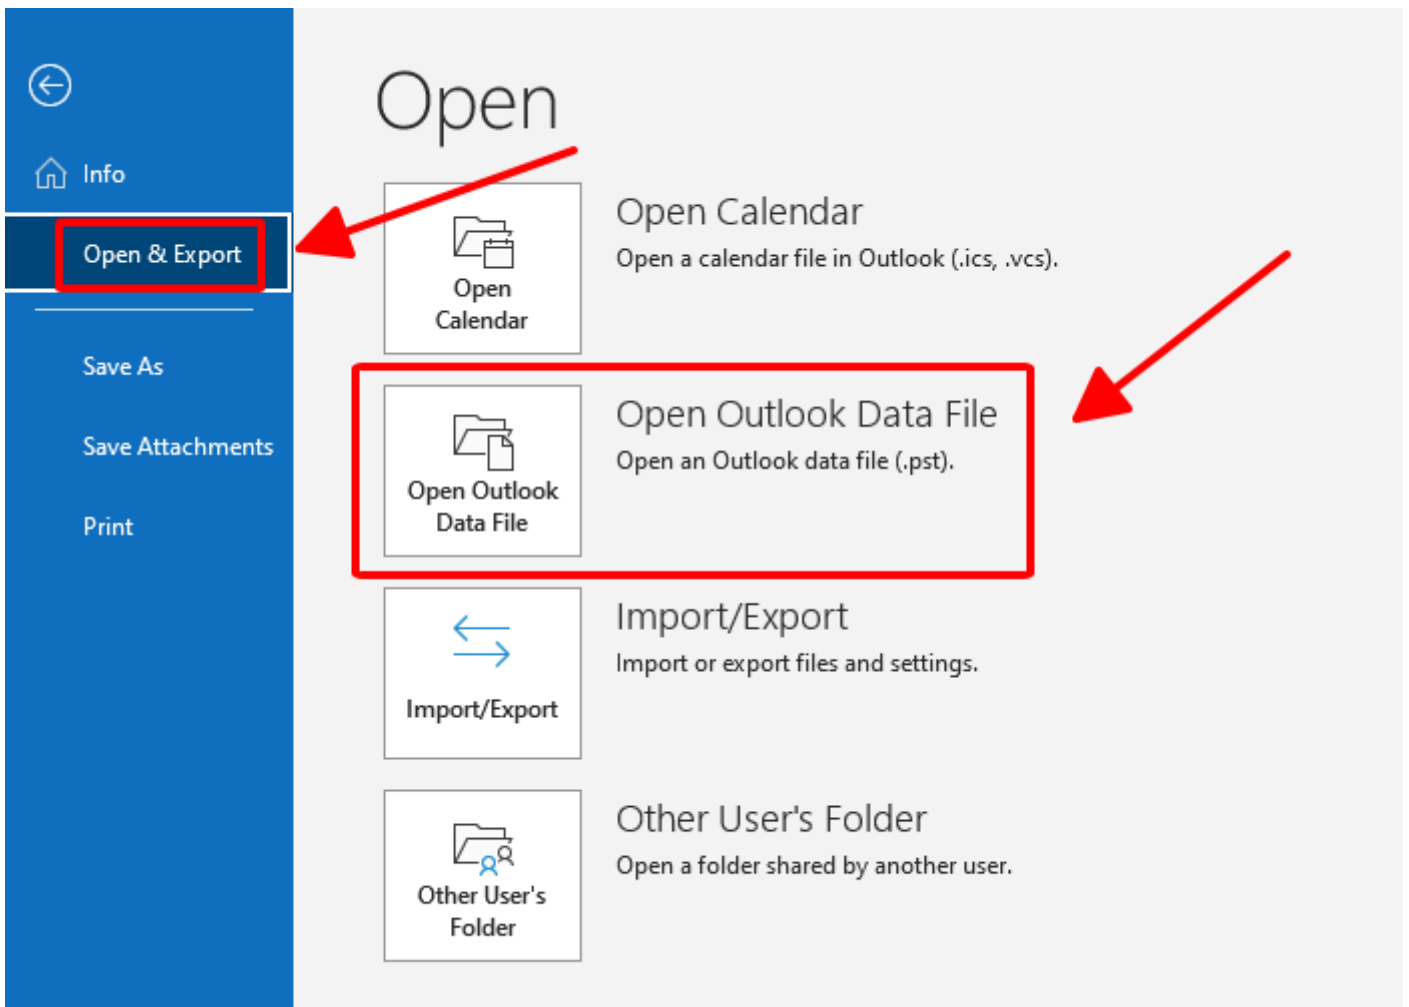 Info
Open & Export
Save As
Save Attachments
Print
Open
Open
Calendar
Open Calendar
Open a calendar file in Outlook (.ics, .vcs).
Open Outlook
Data File
Open Outlook Data File
Open an Outlook data file (.pst).
Import/Export
Import/Export
Import or export files and settings.
Other User's
Folder
Other User's Folder
Open a folder shared by another user.